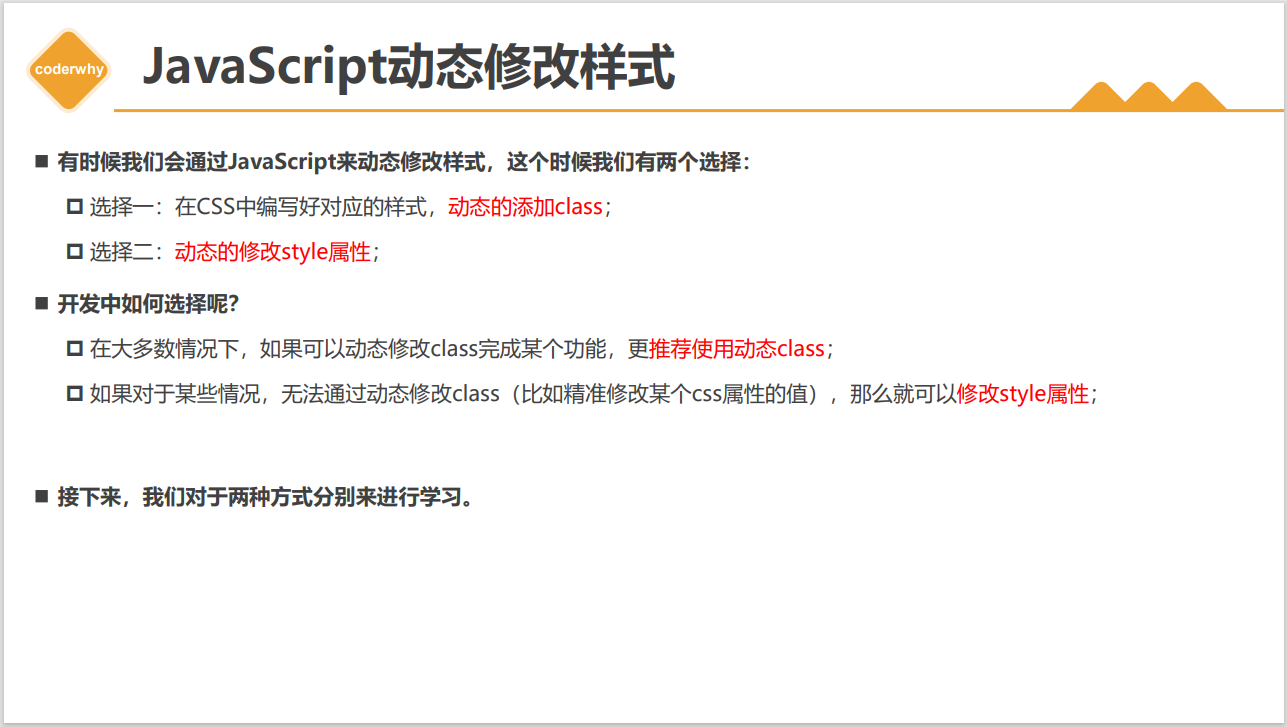 coderwhy
JavaScript动态修改样式
有时候我们会通过JavaScript来动态修改样式，这个时候我们有两个选择：
选择一：在CSS中编写好对应的样式，动态的添加class；
选择二：动态的修改style属性；
开发中如何选择呢？
在大多数情况下，如果可以动态修改class完成某个功能，更推荐使用动态class；
如果对于某些情况，无法通过动态修改class（比如精准修改某个css属性的值），那么就可以修改style属性；
接下来，我们对于两种方式分别来进行学习。